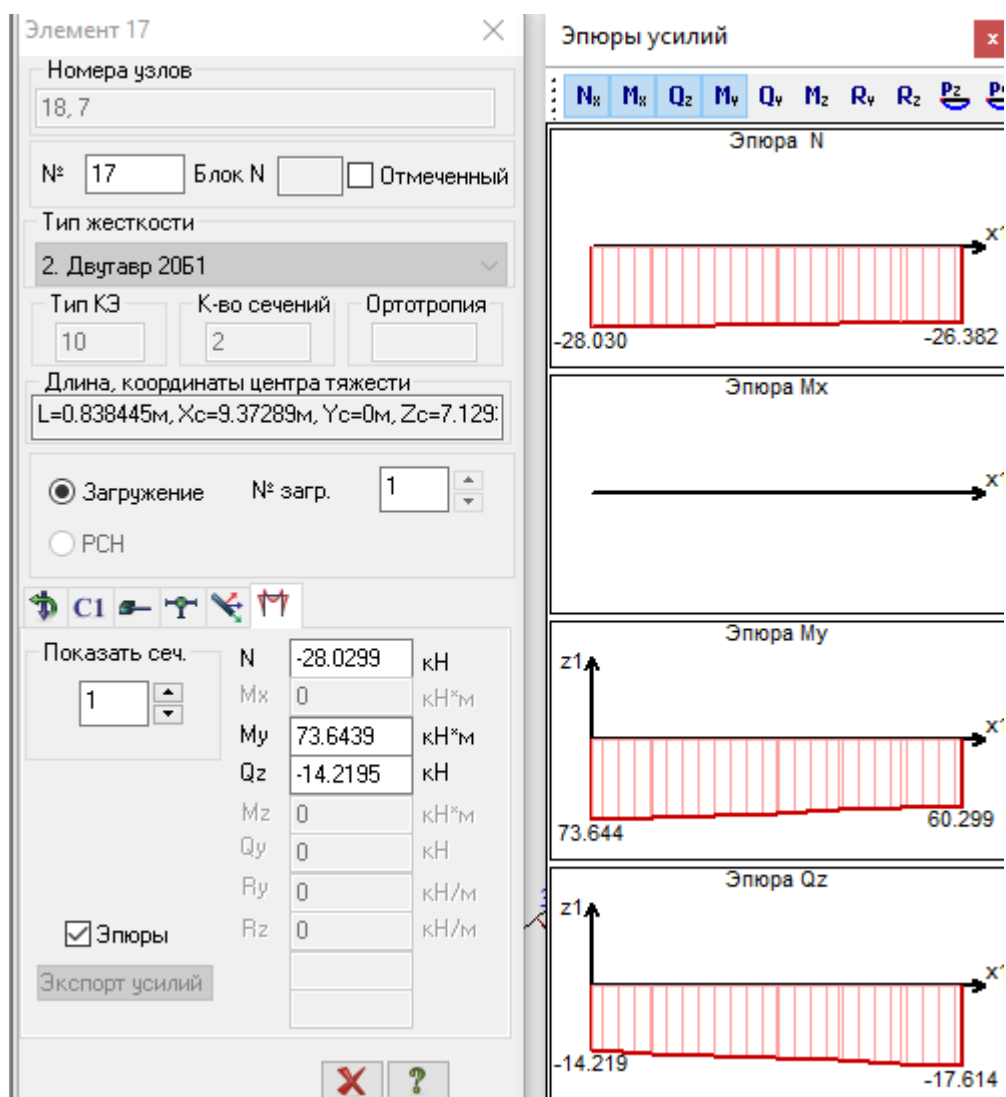 Элемент 17
Номера узлов
18, 7
№ 17 Блок N Отмеченный
Тип жесткости
2. Двутавр 20Б1
Тип КЭ К-во сечений Ортотропия
10 2
Длина, координаты центра тяжести
L=0.838445м, Xc=9.37289м, Yc=0м, Zc=7.129
Загружение № загр. 1
РСН
C1
Показать сеч.
1
N -28.0299 кН
Mx 0 кН*м
My 73.6439 кН*м
Qz -14.2195 кН
Mz 0 кН*м
Qy 0 кН
Ry 0 кН/м
Rz 0 кН/м
Эпюры
Экспорт усилий
?
Эпюры усилий
x
Nx Mx Qz My Qy Mz Ry Rz Pz
Эпюра N
x1
-28.030 -26.382
Эпюра Mx
x1
Эпюра My
z1
x1
73.644 60.299
Эпюра Qz
z1
x1
-14.219 -17.614